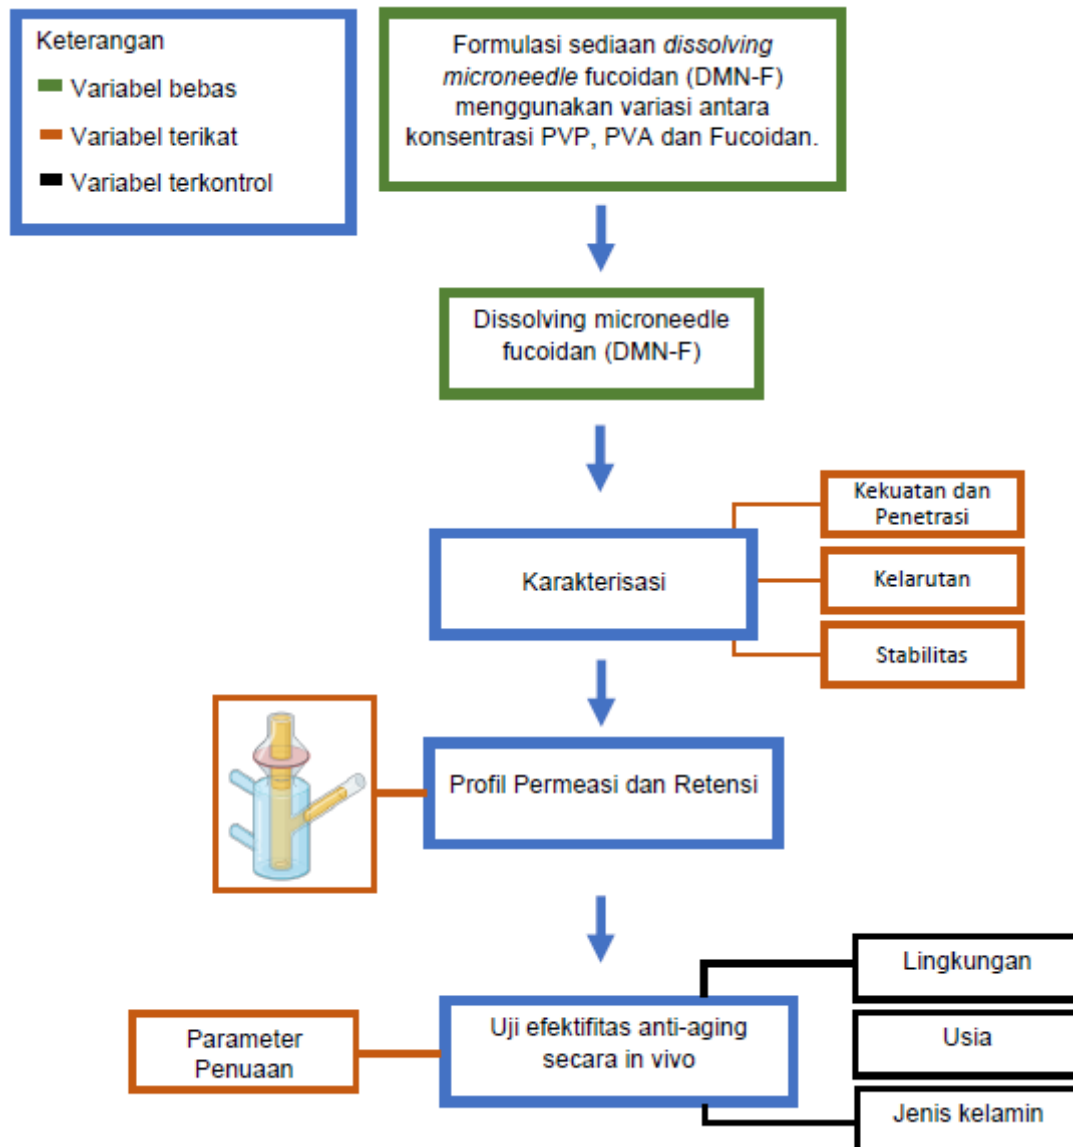 Keterangan
Variabel bebas
Variabel terikat
Variabel terkontrol
Formulasi sediaan dissolving
microneedle fucoidan (DMN-F)
menggunakan variasi antara
konsentrasi PVP, PVA dan Fucoidan.
Dissolving microneedle
fucoidan (DMN-F)
Karakterisasi
Kekuatan dan
Penetrasi
Kelarutan
Stabilitas
Profil Permeasi dan Retensi
Uji efektifitas anti-aging
secara in vivo
Parameter
Penuaan
Lingkungan
Usia
Jenis kelamin